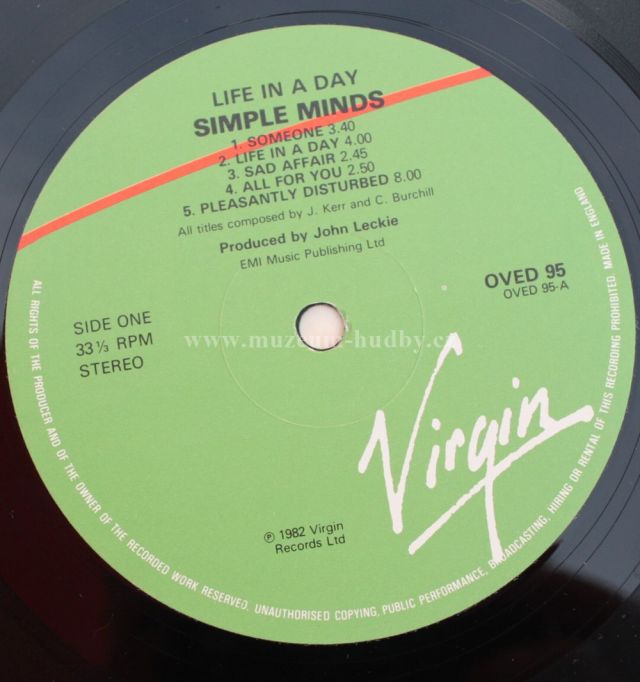 LIFE IN A DAY
SIMPLE MINDS
1. SOMEONE 3.40
2. LIFE IN A DAY 4.00
3. SAD AFFAIR 2.45
4. ALL FOR YOU 2.50
5. PLEASANTLY DISTURBED 8.00
All titles composed by J. Kerr and C. Burchill
Produced by John Leckie
EMI Music Publishing Ltd
OVED 95
OVED 95-A
SIDE ONE
33⅓ RPM
STEREO
www.muzeum-hudby.cz
Virgin
℗ 1982 Virgin
Records Ltd
ALL RIGHTS OF THE PRODUCER AND OF THE OWNER OF THE RECORDED WORK RESERVED. UNAUTHORISED COPYING, PUBLIC PERFORMANCE, BROADCASTING, HIRING OR RENTAL OF THIS RECORDING PROHIBITED. MADE IN ENGLAND